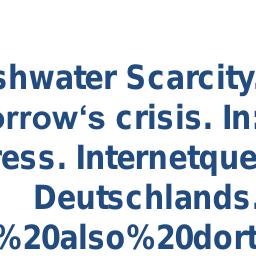 shwater Scarcity.
orrow‘s crisis. In:
ress. Internetque
Deutschlands.
%20also%20dort